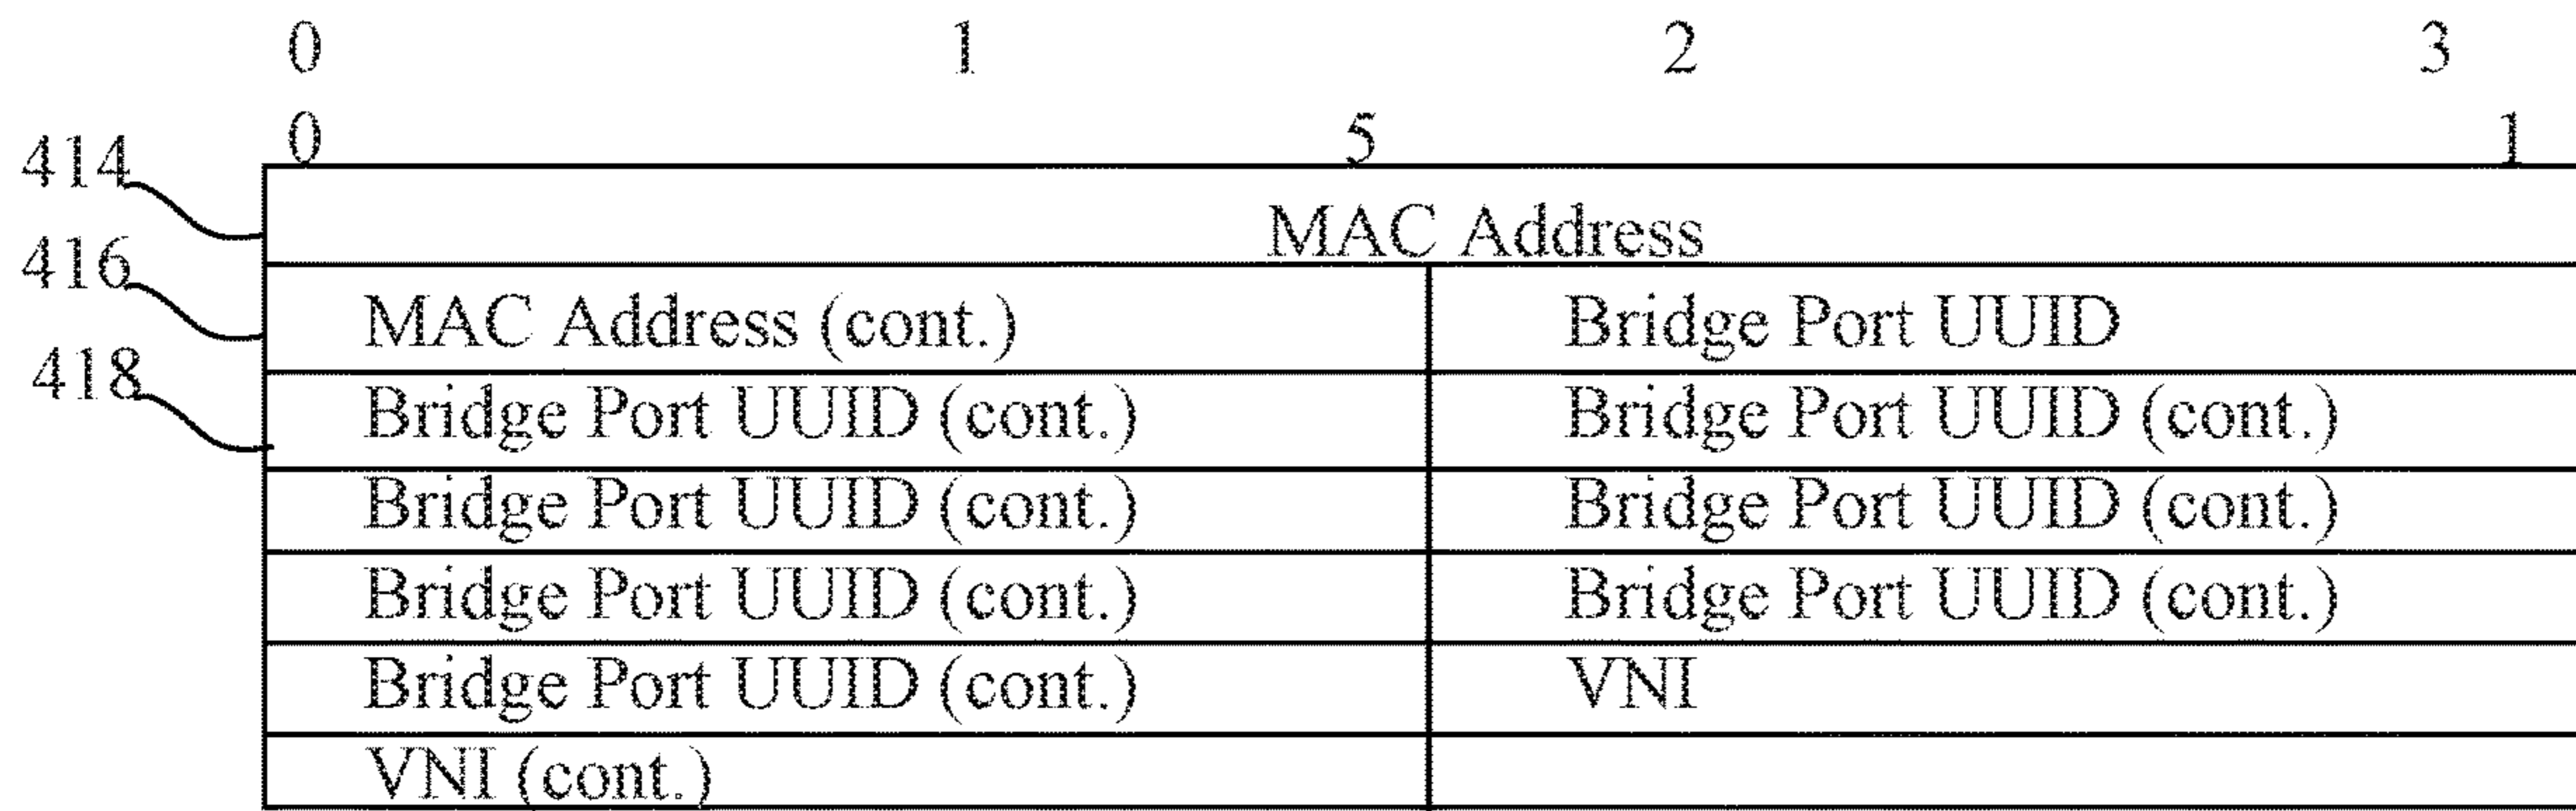 0 1 2 3
0 5 1
414
MAC Address
416
MAC Address (cont.) Bridge Port UUID
418
Bridge Port UUID (cont.) Bridge Port UUID (cont.)
Bridge Port UUID (cont.) Bridge Port UUID (cont.)
Bridge Port UUID (cont.) Bridge Port UUID (cont.)
Bridge Port UUID (cont.) VNI
VNI (cont.)